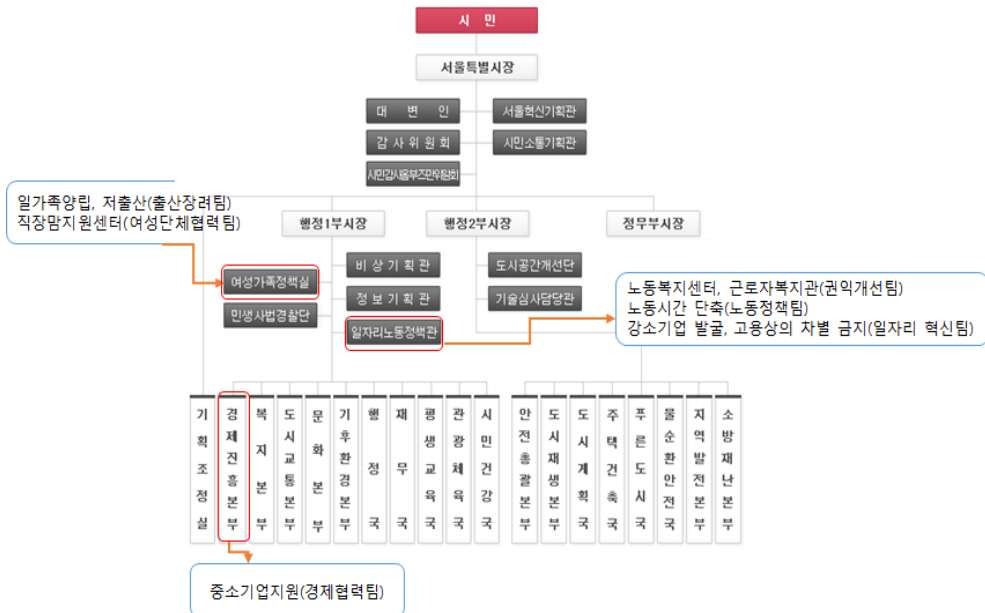 시 민
서울특별시장
대 변 인
서울혁신기획관
감 사 위 원 회
시민소통기획관
시민감사옴부즈만위원회
일가족양립, 저출산(출산장려팀)
직장맘지원센터(여성단체협력팀)
행정1부시장
행정2부시장
정무부시장
여성가족정책실
비 상 기 획 관
도시공간개선단
민생사법경찰단
정 보 기 획 관
기술심사담당관
일자리노동정책관
노동복지센터, 근로자복지관(권익개선팀)
노동시간 단축(노동정책팀)
강소기업 발굴, 고용상의 차별 금지(일자리 혁신팀)
기획조정실
경제진흥본부
복지본부
도시교통본부
문화본부
기후환경본부
행정국
재무국
평생교육국
관광체육국
시민건강국
안전총괄본부
도시재생본부
도시계획국
주택건축국
푸른도시국
물순환안전국
지역발전본부
소방재난본부
중소기업지원(경제협력팀)